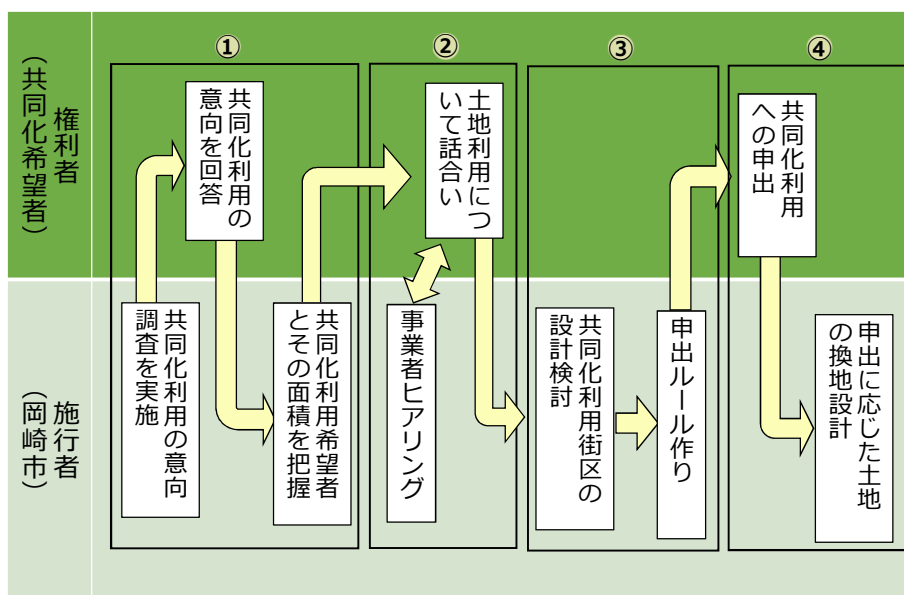 ①
②
③
④
権利者
（共同化希望者）
共同化利用の
意向を回答
土地利用につ
いて話合い
共同化利用
への申出
施行者
（岡崎市）
共同化利用の意向
調査を実施
共同化利用希望者
とその面積を把握
事業者ヒアリング
共同化利用街区の
設計検討
申出ルール作り
申出に応じた土地
の換地設計